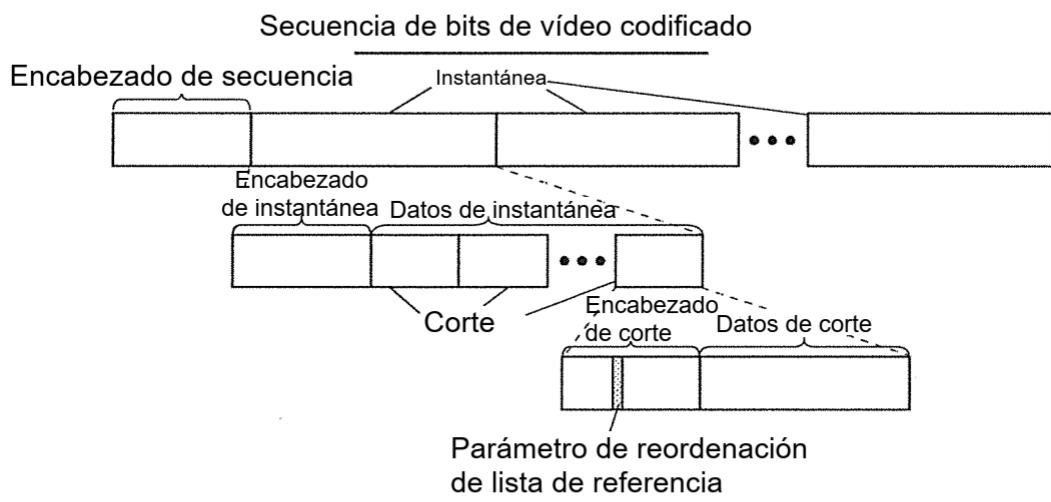 Secuencia de bits de vídeo codificado
Encabezado de secuencia
Instantánea
Encabezado
de instantánea
Datos de instantánea
Corte
Encabezado
de corte
Datos de corte
Parámetro de reordenación
de lista de referencia